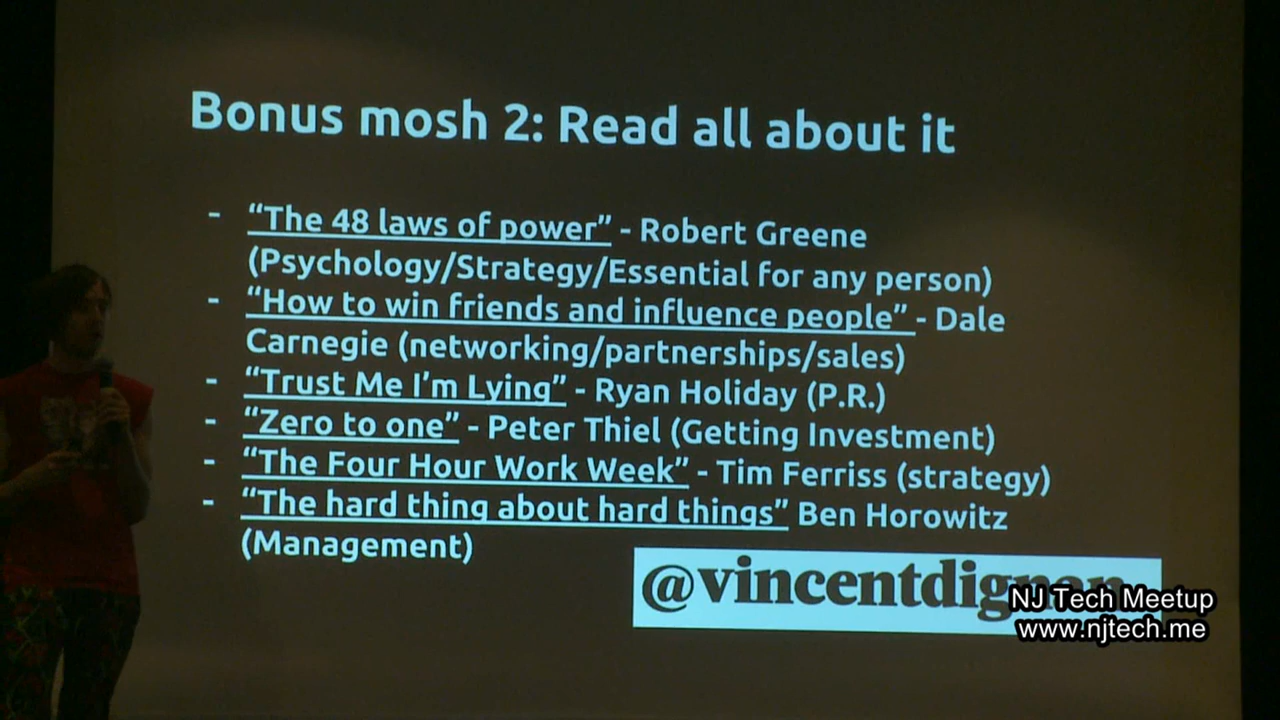 Bonus mosh 2: Read all about it
- “The 48 laws of power” - Robert Greene
(Psychology/Strategy/Essential for any person)
- “How to win friends and influence people” - Dale
Carnegie (networking/partnerships/sales)
- “Trust Me I’m Lying” - Ryan Holiday (P.R.)
- “Zero to one” - Peter Thiel (Getting Investment)
- “The Four Hour Work Week” - Tim Ferriss (strategy)
- “The hard thing about hard things” Ben Horowitz
(Management)
NJ Tech Meetup
www.njtech.me